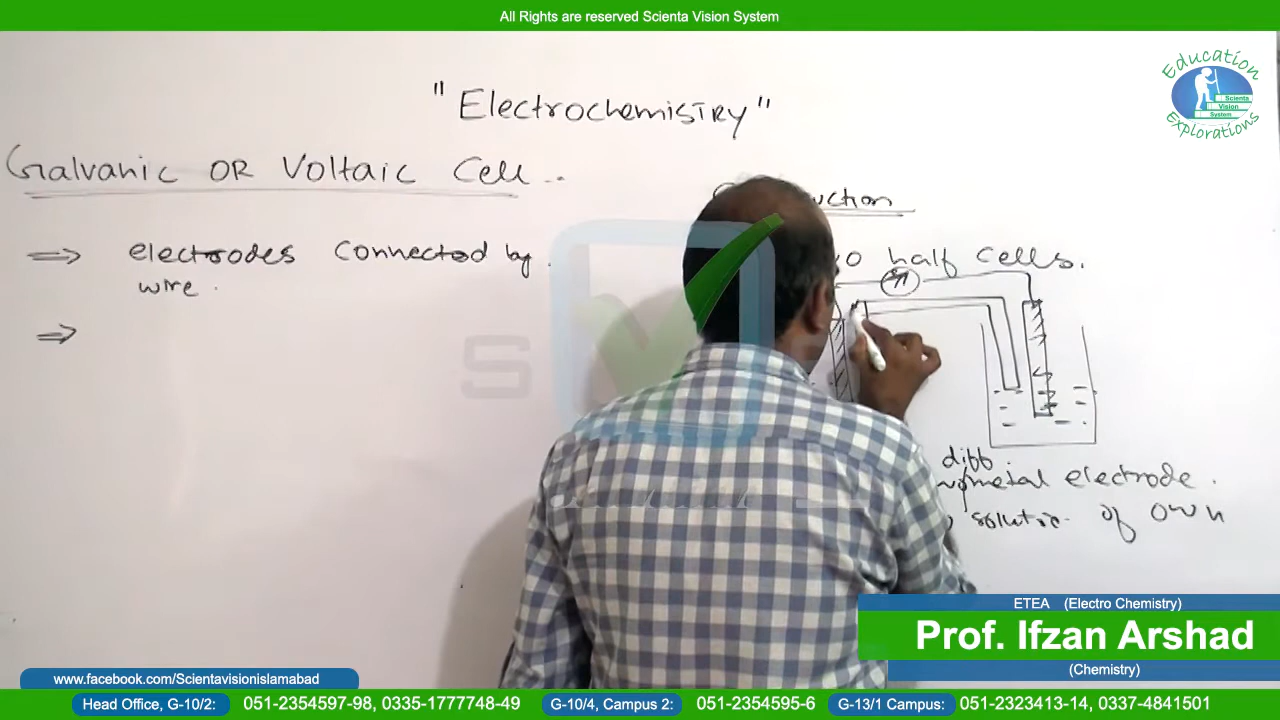 All Rights are reserved Scienta Vision System
Education
Scienta
Vision
System
Explorations
"Electrochemistry"
Galvanic OR Voltaic Cell..
⇒ electrodes connected by
wire.
⇒
half cells.
diff
metal electrode.
of own
ETEA (Electro Chemistry)
Prof. Ifzan Arshad
(Chemistry)
www.facebook.com/Scientavisionislamabad
Head Office, G-10/2: 051-2354597-98, 0335-1777748-49 G-10/4, Campus 2: 051-2354595-6 G-13/1 Campus: 051-2323413-14, 0337-4841501